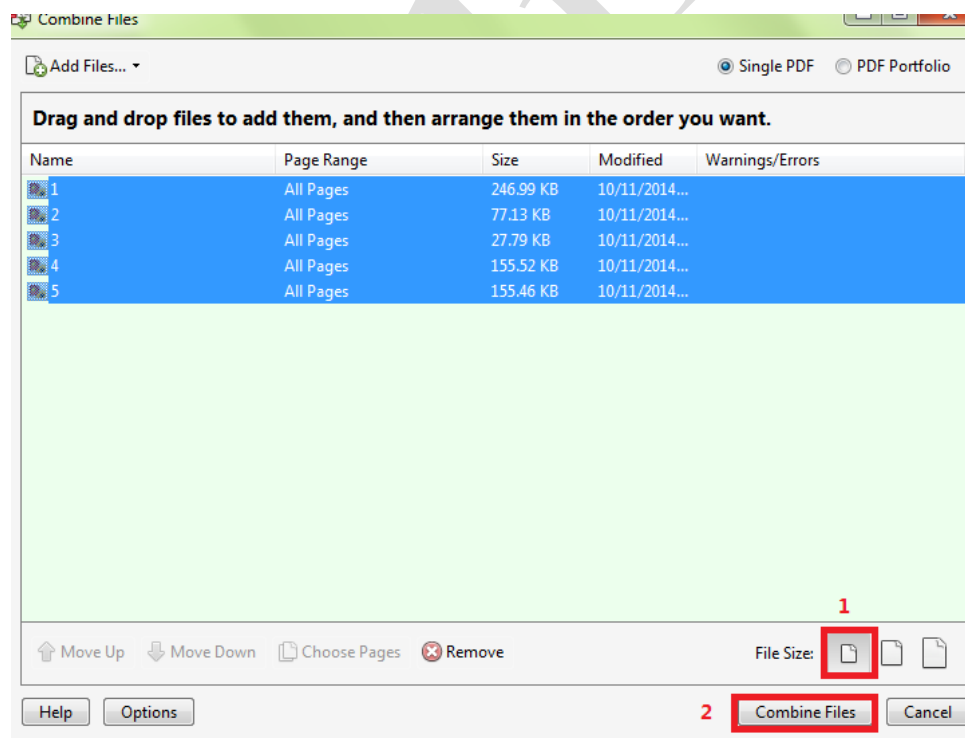 Combine Files
Add Files... Single PDF PDF Portfolio
Drag and drop files to add them, and then arrange them in the order you want.
Name Page Range Size Modified Warnings/Errors
1 All Pages 246.99 KB 10/11/2014...
2 All Pages 77.13 KB 10/11/2014...
3 All Pages 27.79 KB 10/11/2014...
4 All Pages 155.52 KB 10/11/2014...
5 All Pages 155.46 KB 10/11/2014...
1
Move Up Move Down Choose Pages Remove File Size:
Help Options 2 Combine Files Cancel